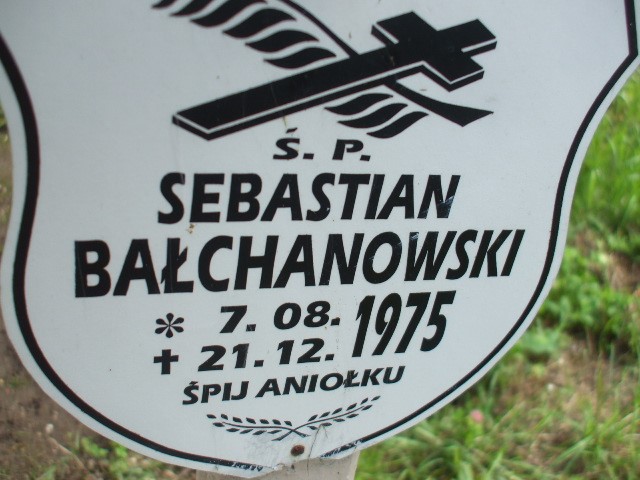 Ś. P.
SEBASTIAN
BAŁCHANOWSKI
* 7. 08. 1975
✝ 21. 12.
ŚPIJ ANIOŁKU